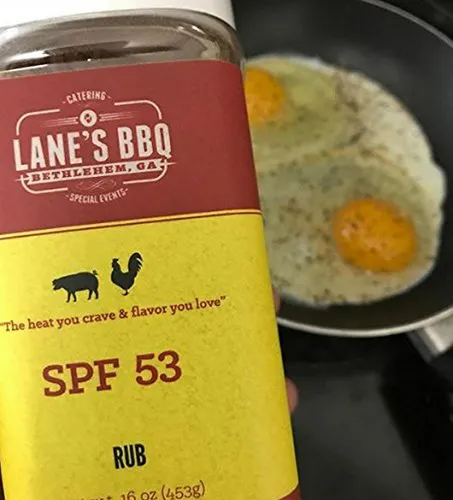 - CATERING -
LANE'S BBQ
BETHLEHEM, GA
- SPECIAL EVENTS -
"The heat you crave & flavor you love"
SPF 53
RUB
16 oz (453g)